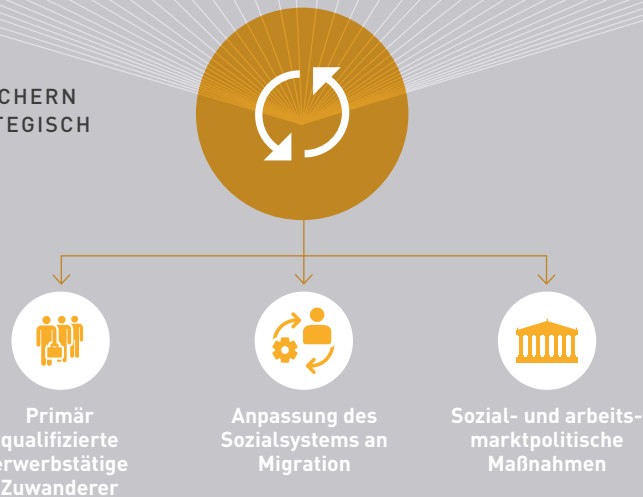 CHERN
TEGISCH
Primär
qualifizierte
erwerbstätige
Zuwanderer
Anpassung des
Sozialsystems an
Migration
Sozial- und arbeits-
marktpolitische
Maßnahmen